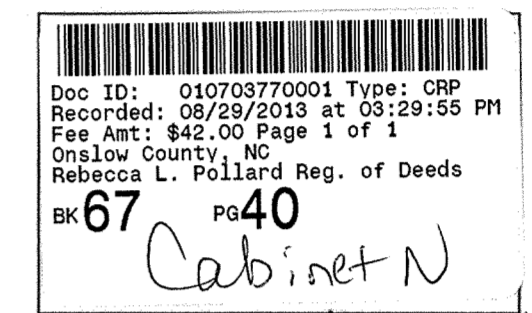 Doc ID: 010703770001 Type: CRP
Recorded: 08/29/2013 at 03:29:55 PM
Fee Amt: $42.00 Page 1 of 1
Onslow County, NC
Rebecca L. Pollard Reg. of Deeds
BK 67 PG 40
Cabinet N